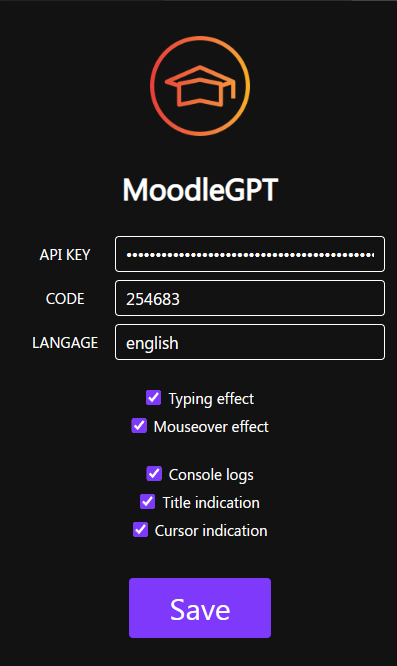 MoodleGPT
API KEY ••••••••••••••••••••••••••••••••••••••••••
CODE 254683
LANGAGE english
Typing effect
Mouseover effect
Console logs
Title indication
Cursor indication
Save